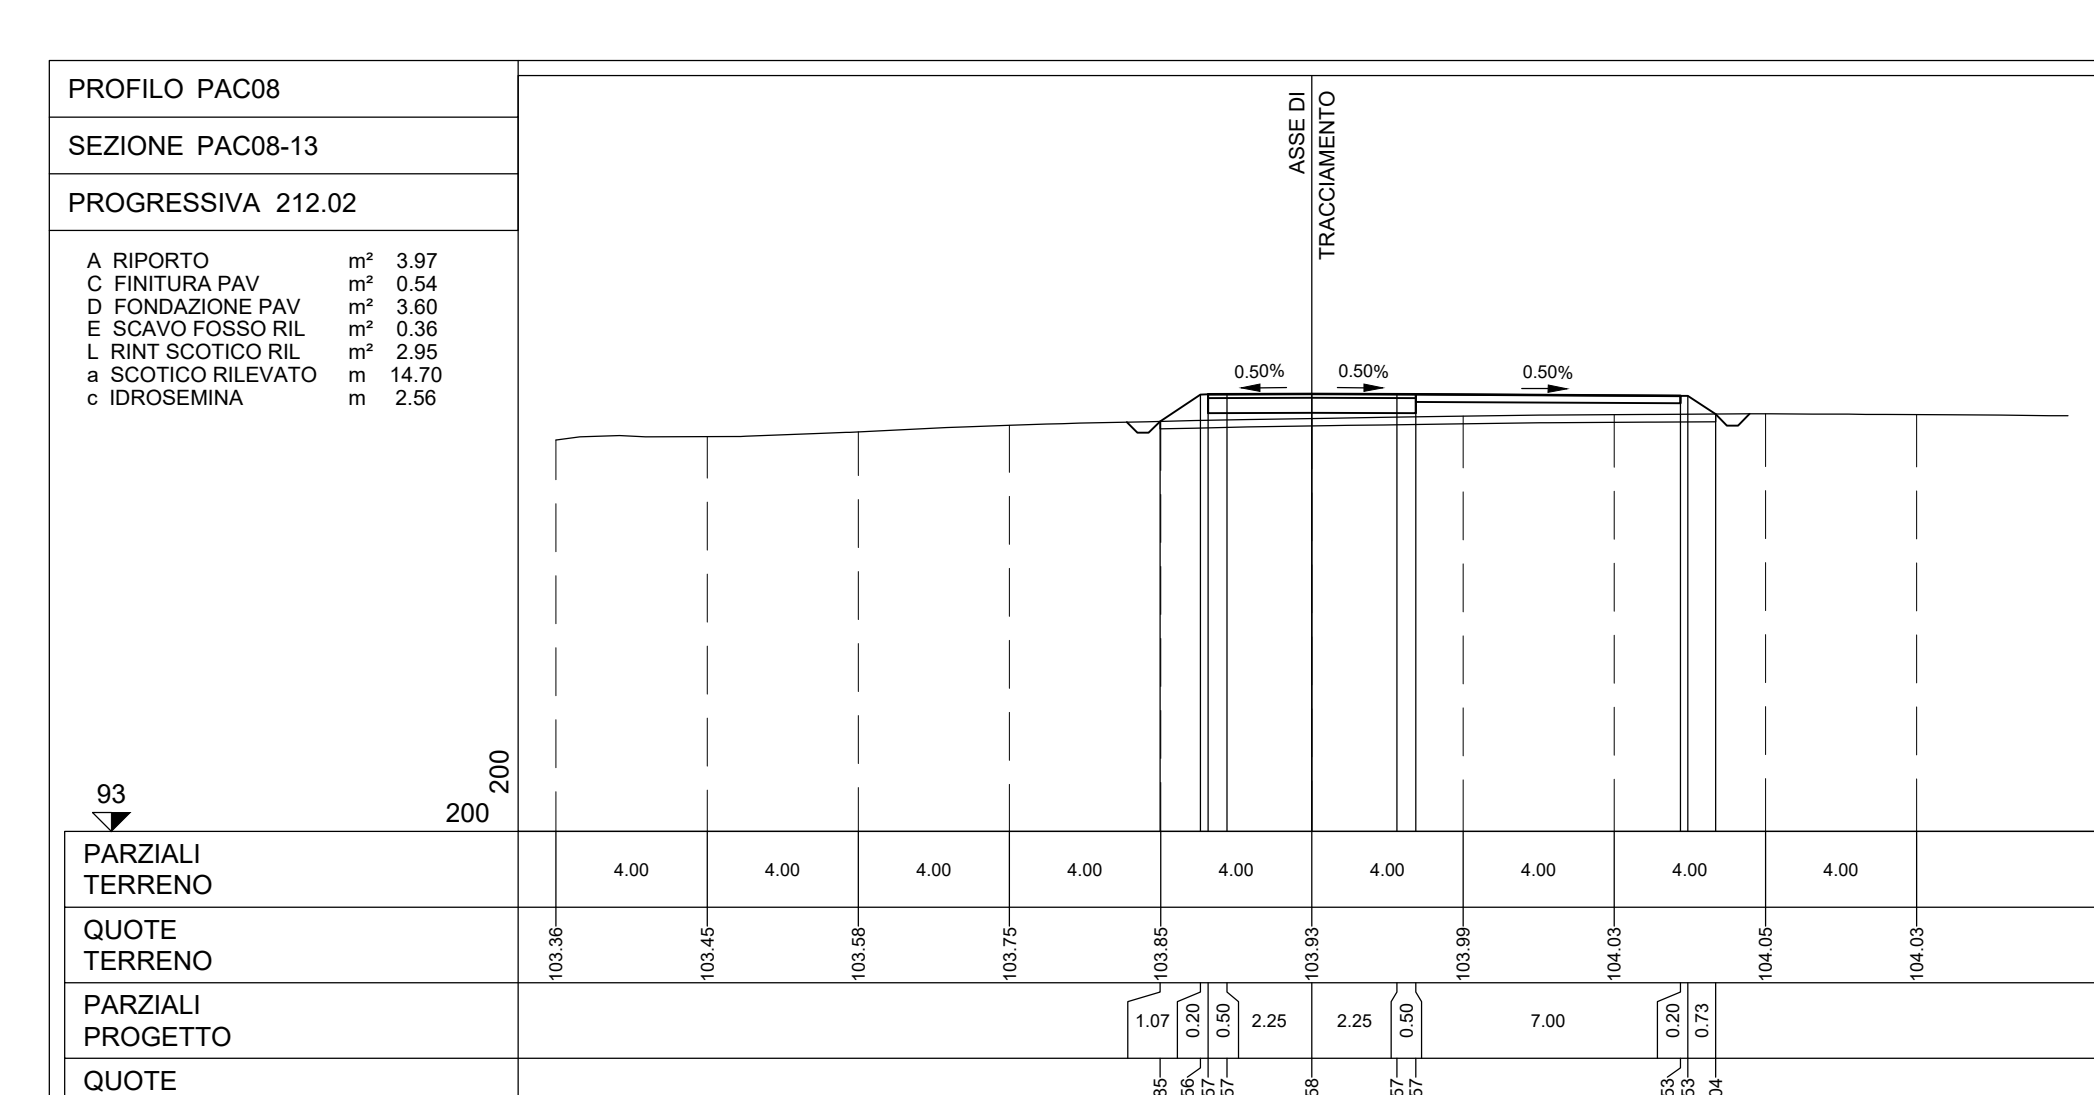 PROFILO PAC08
SEZIONE PAC08-13
PROGRESSIVA 212.02
A RIPORTO m² 3.97
C FINITURA PAV m² 0.54
D FONDAZIONE PAV m² 3.60
E SCAVO FOSSO RIL m² 0.36
L RINT SCOTICO RIL m² 2.95
a SCOTICO RILEVATO m 14.70
c IDROSEMINA m 2.56
ASSE DI
TRACCIAMENTO
0.50% 0.50% 0.50%
93
200
200
PARZIALI
TERRENO
4.00 4.00 4.00 4.00 4.00 4.00 4.00 4.00 4.00
QUOTE
TERRENO
103.36 103.45 103.58 103.75 103.85 103.93 103.99 104.03 104.05 104.03
PARZIALI
PROGETTO
1.07 0.20 0.50 2.25 2.25 0.50 7.00 0.20 0.73
QUOTE